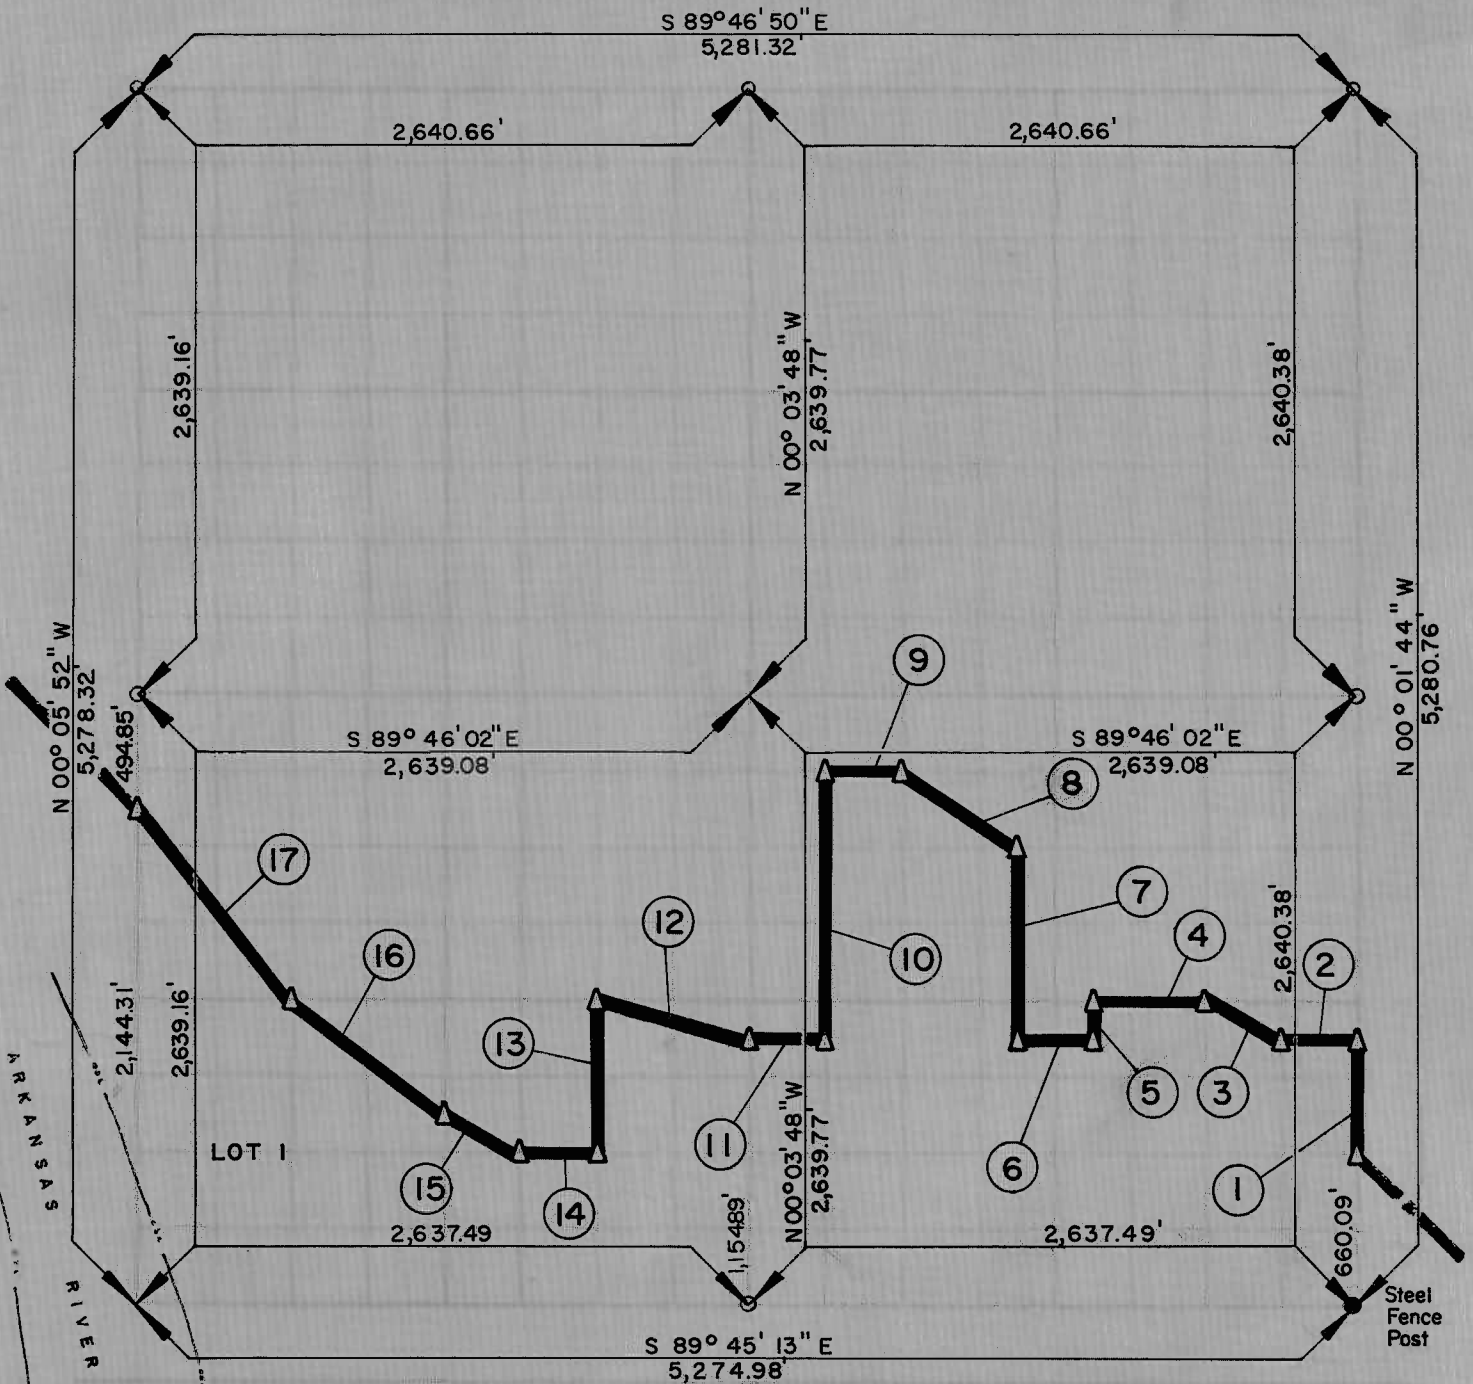 S 89°46'50" E
5,281.32'
2,640.66'
2,640.66'
2,639.16'
N 00° 03' 48" W
2,639.77'
2,640.38'
N 00° 05' 52" W
5,278.32'
494.85'
N 00° 01' 44" W
5,280.76'
S 89° 46' 02" E
2,639.08'
S 89° 46' 02" E
2,639.08'
9
8
17
7
12
16
10
4
2
2,640.38'
13
5
3
2,144.31'
2,639.16'
11
6
1
15
14
LOT 1
N 00° 03' 48" W
2,639.77'
1,154.89'
2,637.49
2,637.49'
660.09'
ARKANSAS
RIVER
Steel
Fence
Post
S 89° 45' 13" E
5,274.98'